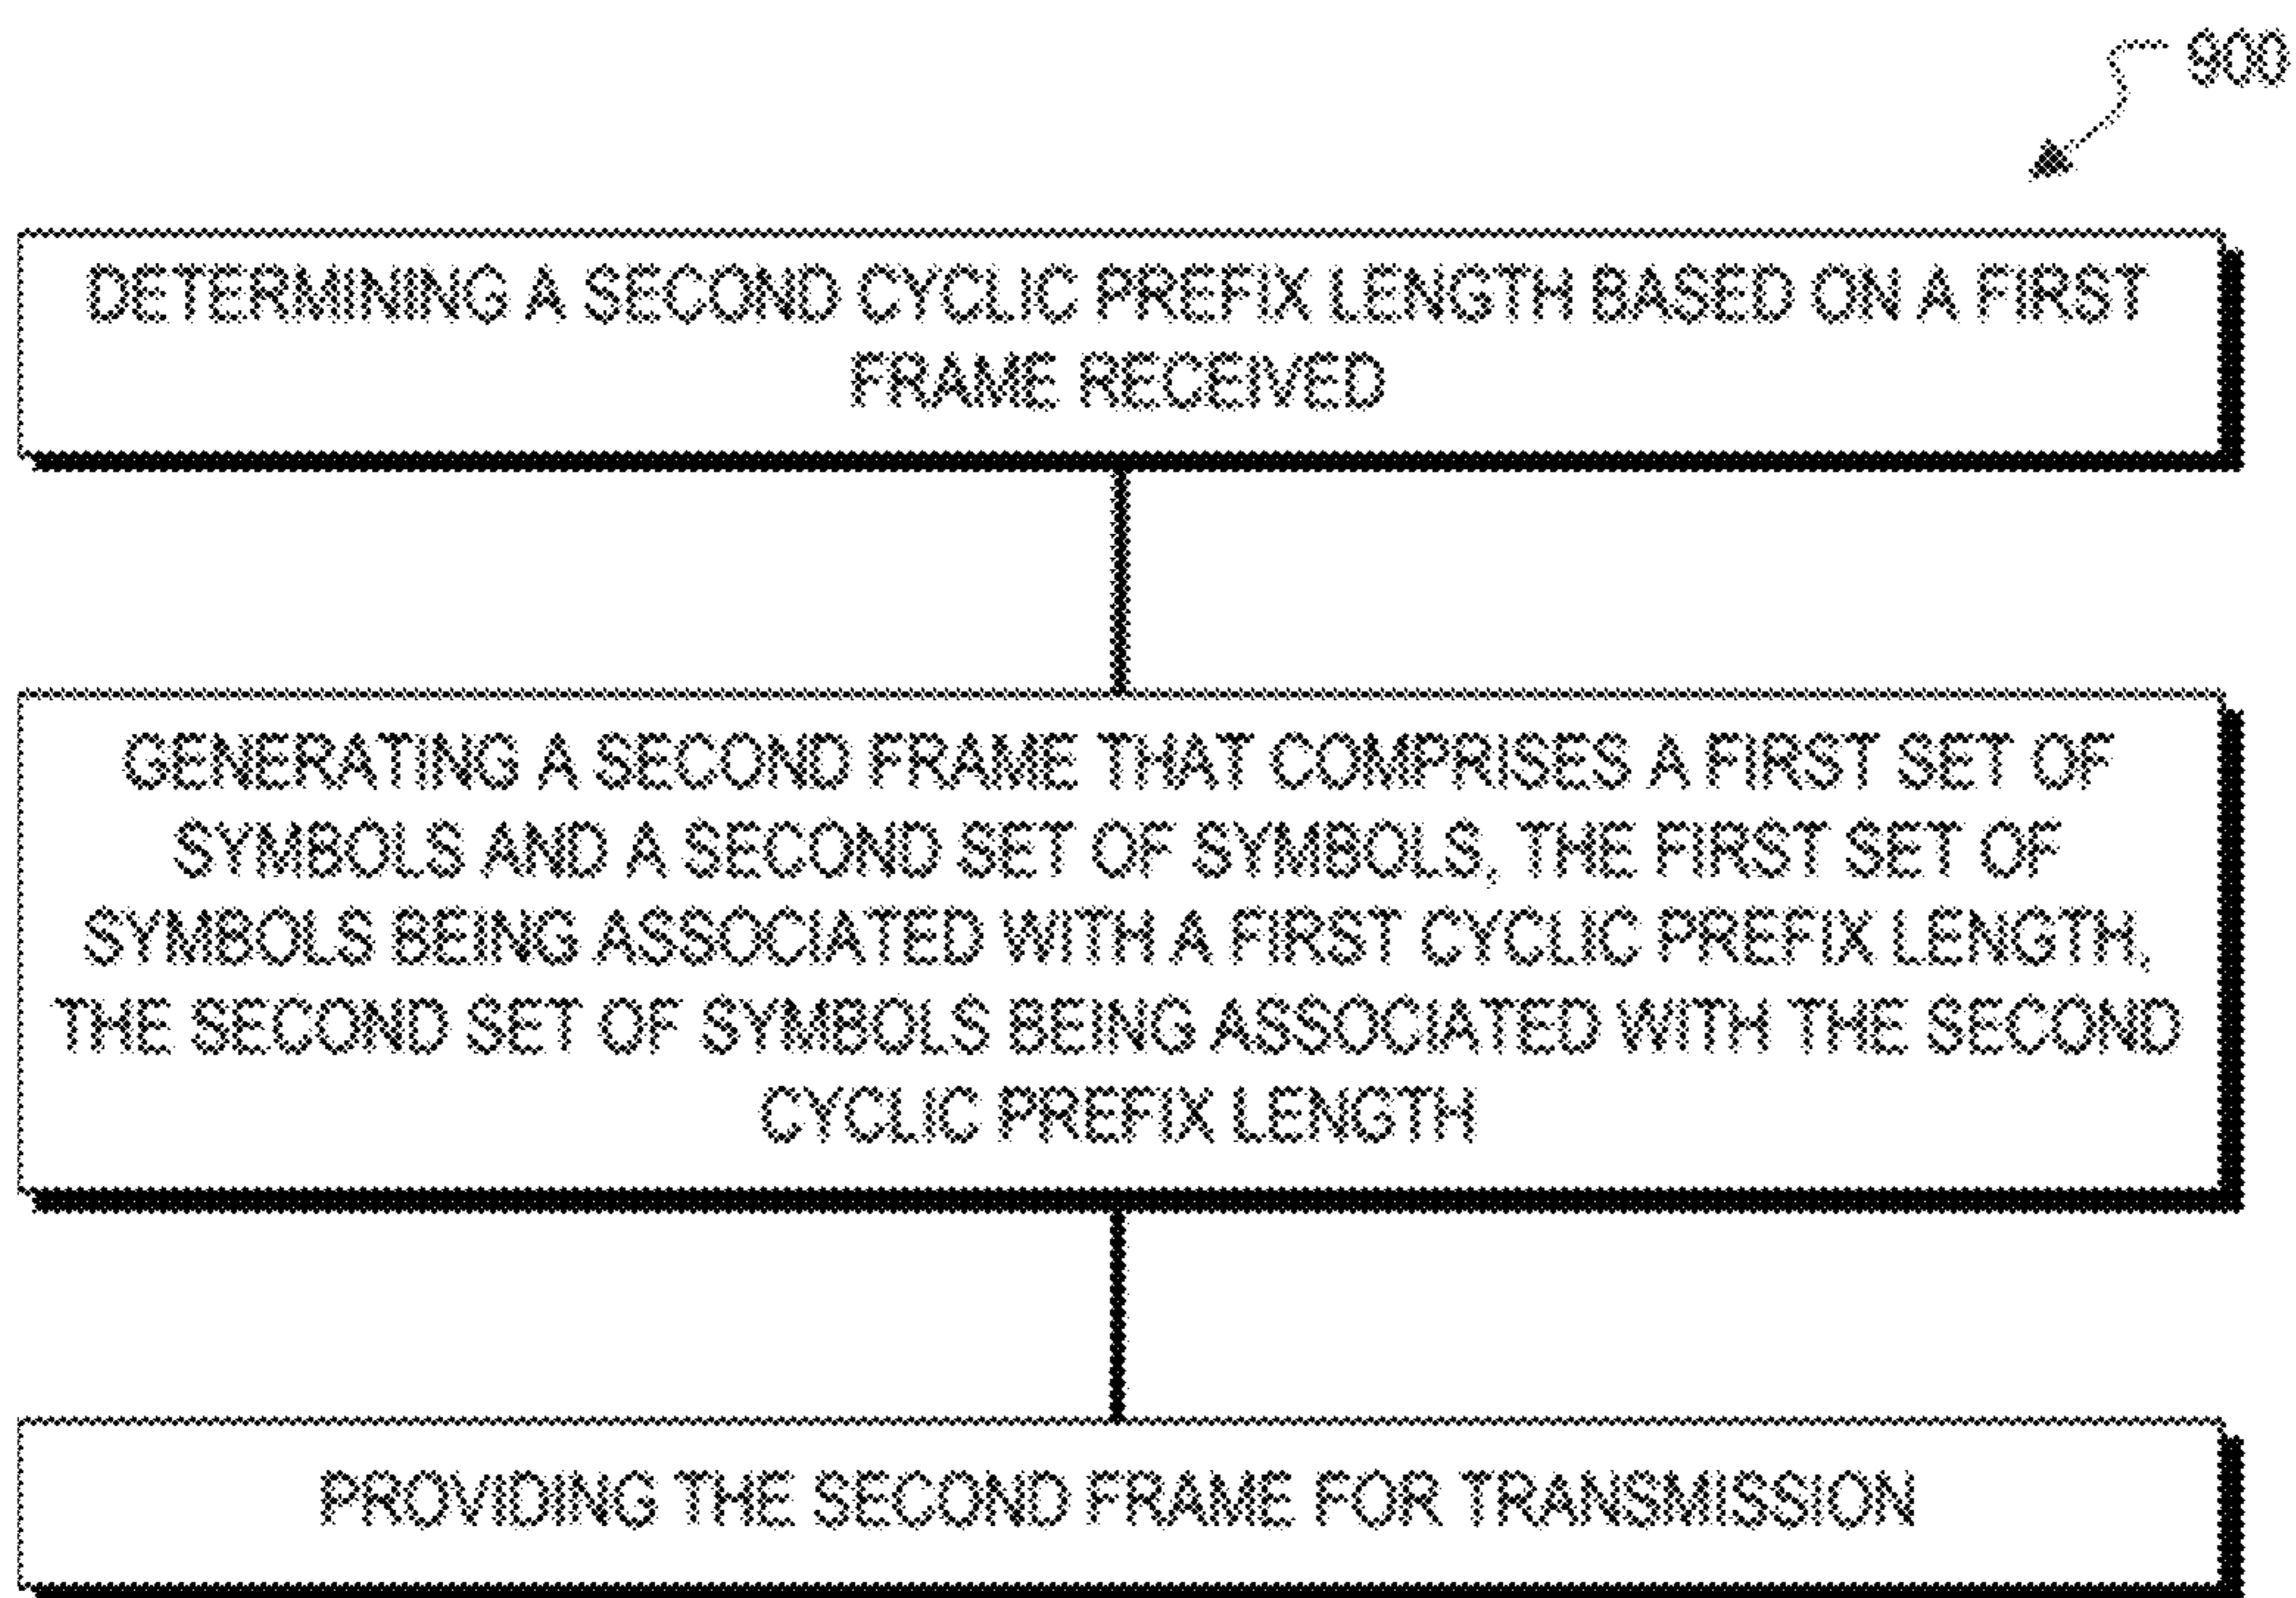 900
DETERMINING A SECOND CYCLIC PREFIX LENGTH BASED ON A FIRST
FRAME RECEIVED
GENERATING A SECOND FRAME THAT COMPRISES A FIRST SET OF
SYMBOLS AND A SECOND SET OF SYMBOLS, THE FIRST SET OF
SYMBOLS BEING ASSOCIATED WITH A FIRST CYCLIC PREFIX LENGTH,
THE SECOND SET OF SYMBOLS BEING ASSOCIATED WITH THE SECOND
CYCLIC PREFIX LENGTH
PROVIDING THE SECOND FRAME FOR TRANSMISSION